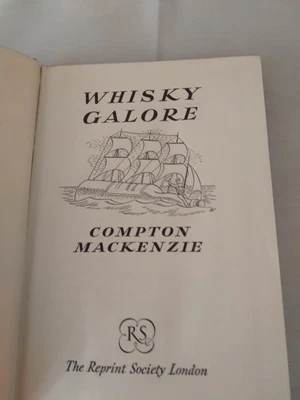 WHISKY
GALORE
COMPTON
MACKENZIE
RS
The Reprint Society London